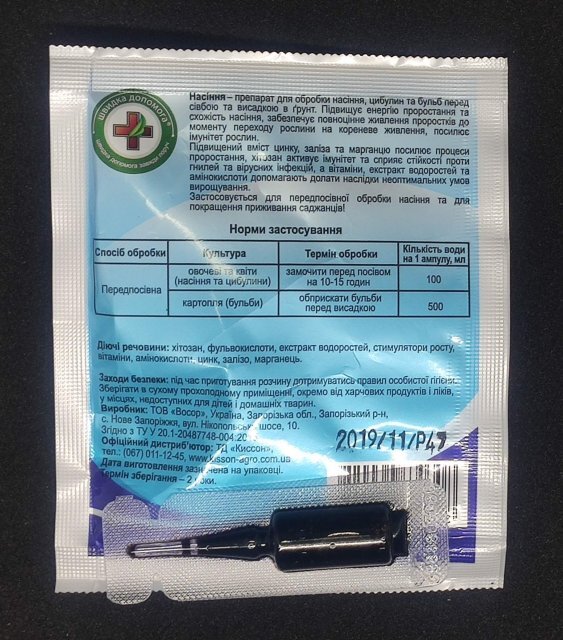 ШВИДКА ДОПОМОГА®
Насіння – препарат для обробки насіння, цибулин та бульб перед
сівбою та висадкою в ґрунт. Підвищує енергію проростання та
схожість насіння, забезпечує повноцінне живлення проростків до
моменту переходу рослини на кореневе живлення, посилює
імунітет рослин.
Підвищений вміст цинку, заліза та марганцю посилює процеси
проростання, хітозан активує імунітет та сприяє стійкості проти
гнилей та вірусних інфекцій, а вітаміни, екстракт водоростей та
амінокислоти допомагають долати наслідки неоптимальних умов
вирощування.
Застосовується для передпосівної обробки насіння та для
покращення приживання саджанців!
Норми застосування
Спосіб обробки Культура Термін обробки Кількість води
на 1 ампулу, мл
Передпосівна
овочеві та квіти
(насіння та цибулини)
замочити перед посівом
на 10-15 годин
100
картопля (бульби)
обприскати бульби
перед висадкою
500
Діючі речовини: хітозан, фульвокислоти, екстракт водоростей, стимулятори росту,
вітаміни, амінокислоти, цинк, залізо, марганець.
Заходи безпеки: під час приготування розчину дотримуватись правил особистої гігієни.
Зберігати в сухому прохолодному приміщенні, окремо від харчових продуктів і ліків,
у місцях, недоступних для дітей і домашніх тварин.
Виробник: ТОВ «Восор», Україна, Запорізька обл., Запорізький р-н,
с. Нове Запоріжжя, вул. Нікопольське шосе, 10.
Згідно з ТУ У 20.1-20487748-004:20
Офіційний дистриб'ютор: ТД «Киссон»,
тел.: (067) 011-12-45, www.kisson-agro.com.ua
Дата виготовлення зазначена на упаковці.
Термін зберігання – 2 роки.
2019/11/P47